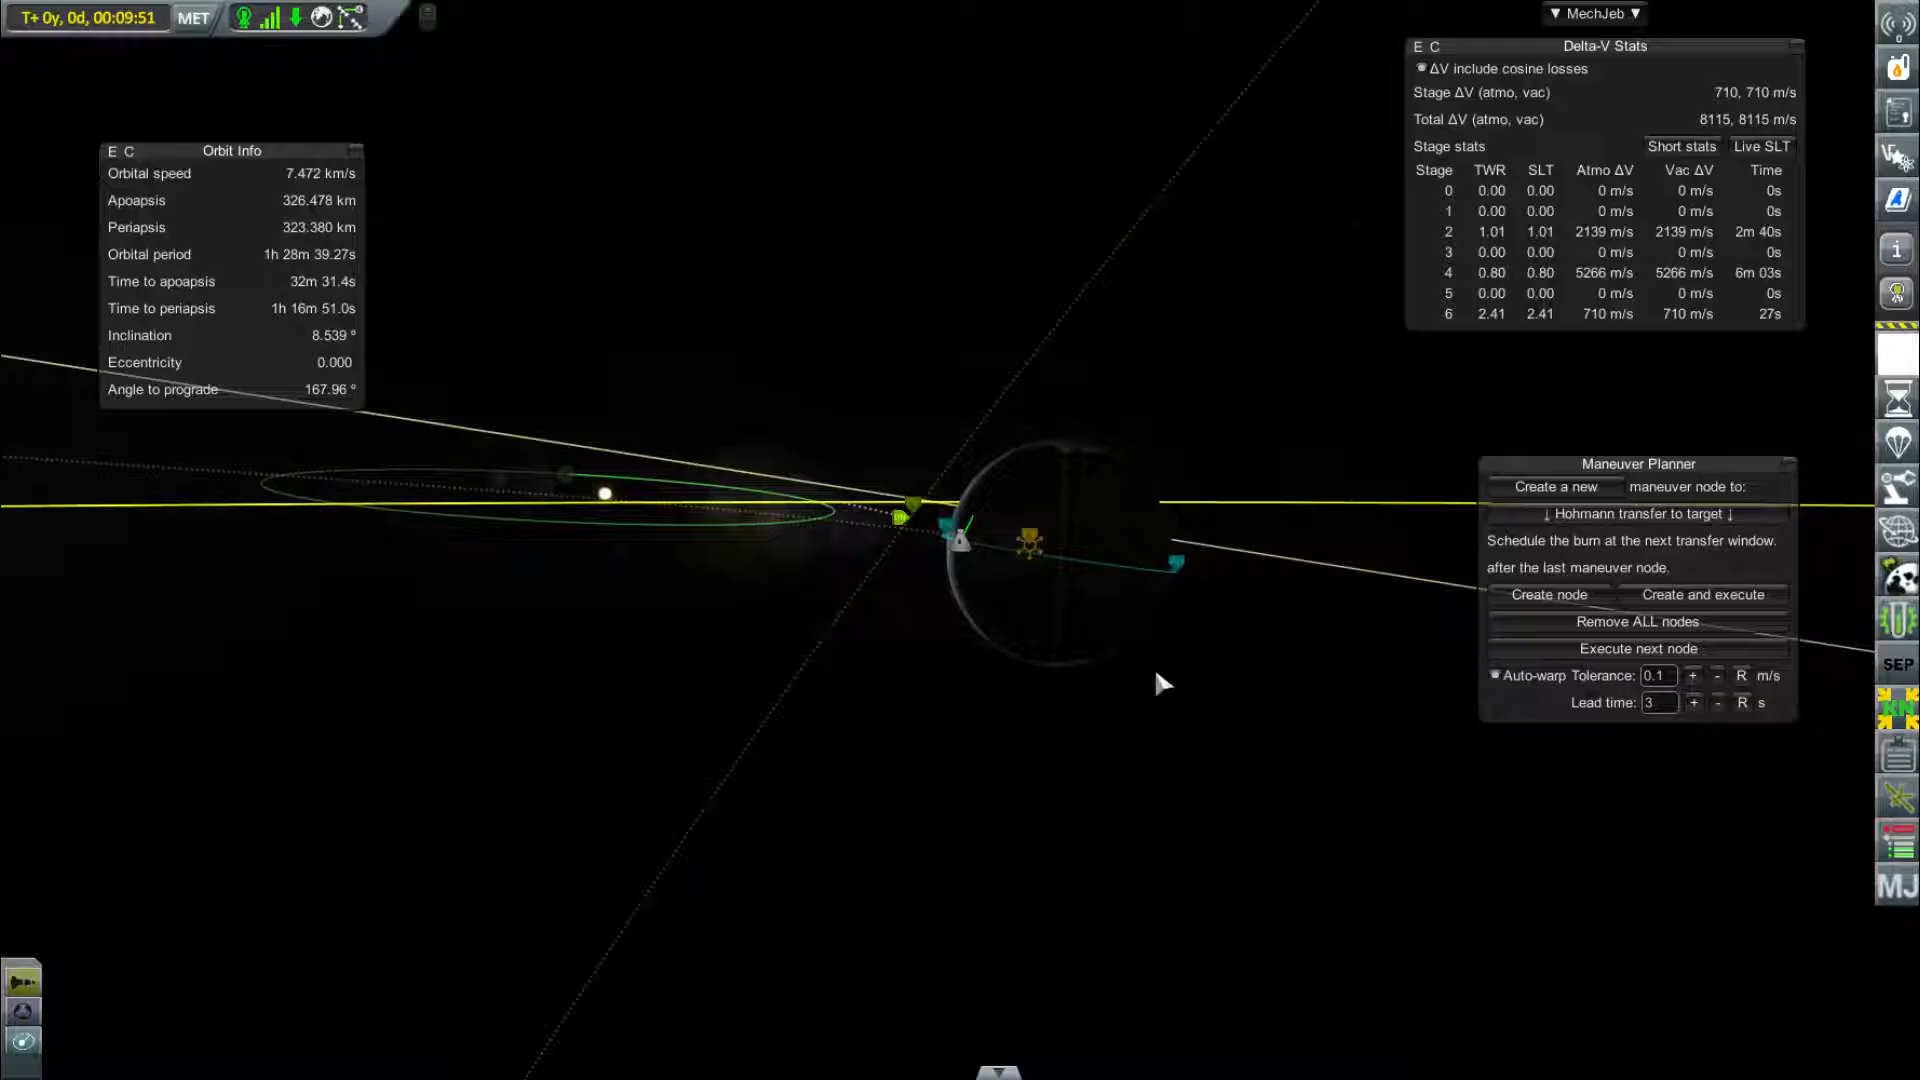 T+ 0y, 0d, 00:09:51 MET
▼ MechJeb ▼
E C Delta-V Stats
ΔV include cosine losses
Stage ΔV (atmo, vac) 710, 710 m/s
Total ΔV (atmo, vac) 8115, 8115 m/s
Stage stats Short stats Live SLT
Stage TWR SLT Atmo ΔV Vac ΔV Time
0 0.00 0.00 0 m/s 0 m/s 0s
1 0.00 0.00 0 m/s 0 m/s 0s
2 1.01 1.01 2139 m/s 2139 m/s 2m 40s
3 0.00 0.00 0 m/s 0 m/s 0s
4 0.80 0.80 5266 m/s 5266 m/s 6m 03s
5 0.00 0.00 0 m/s 0 m/s 0s
6 2.41 2.41 710 m/s 710 m/s 27s
E C Orbit Info
Orbital speed 7.472 km/s
Apoapsis 326.478 km
Periapsis 323.380 km
Orbital period 1h 28m 39.27s
Time to apoapsis 32m 31.4s
Time to periapsis 1h 16m 51.0s
Inclination 8.539 º
Eccentricity 0.000
Angle to prograde 167.96 º
DN
Maneuver Planner
Create a new maneuver node to:
↓ Hohmann transfer to target ↓
Schedule the burn at the next transfer window.
after the last maneuver node.
Create node Create and execute
Remove ALL nodes
Execute next node
Auto-warp Tolerance: 0.1 + - R m/s
Lead time: 3 + - R s
0
A
i
SEP
KN
MJ